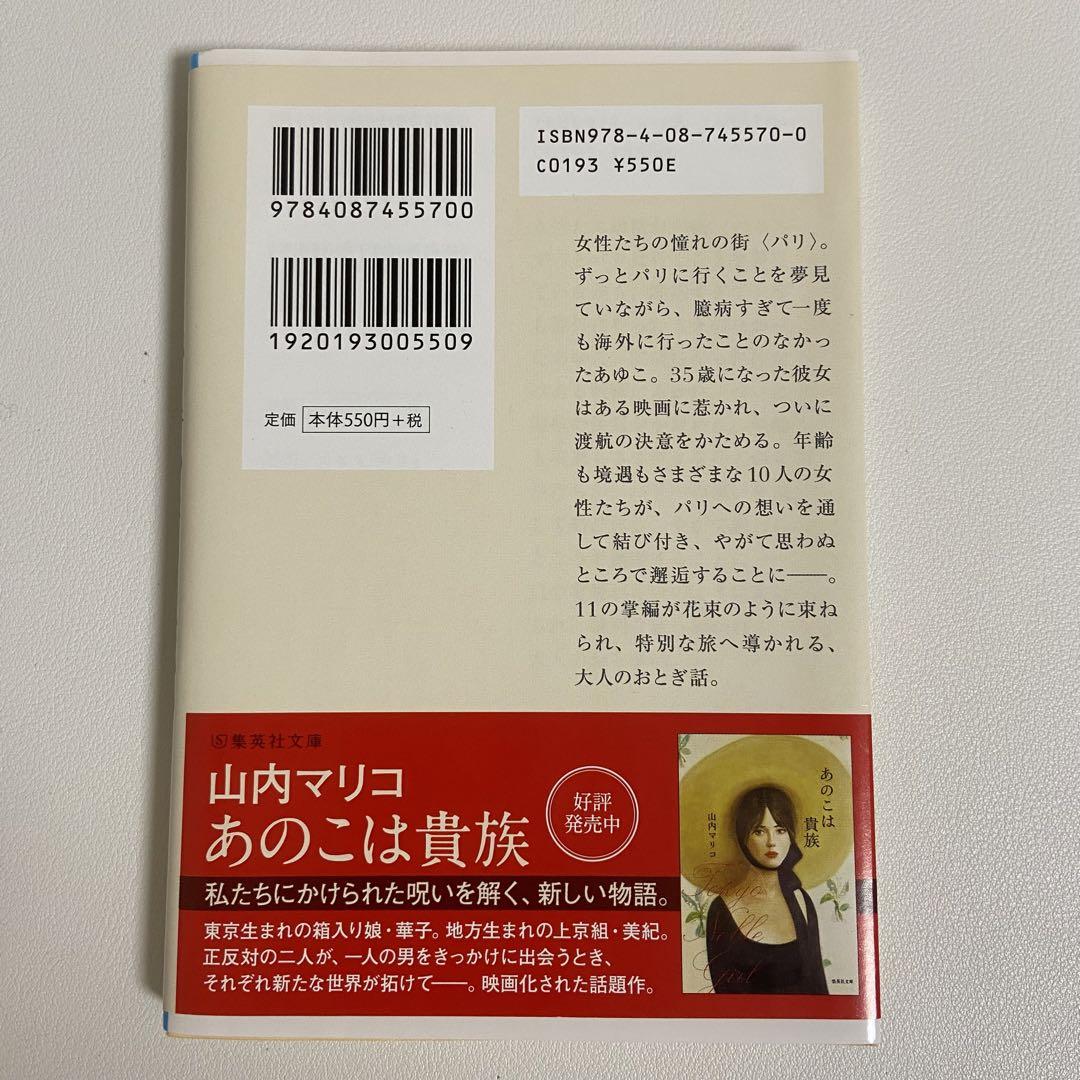 9784087455700
1920193005509
定価 本体550円+税
ISBN978-4-08-745570-0
C0193 ¥550E
女性たちの憧れの街〈パリ〉。
ずっとパリに行くことを夢見
ていながら、臆病すぎて一度
も海外に行ったことのなかっ
たあゆこ。35歳になった彼女
はある映画に惹かれ、ついに
渡航の決意をかためる。年齢
も境遇もさまざまな10人の女
性たちが、パリへの想いを通
して結び付き、やがて思わぬ
ところで邂逅することに――。
11の掌編が花束のように束ね
られ、特別な旅へ導かれる、
大人のおとぎ話。
集英社文庫
山内マリコ
あのこは貴族
好評
発売中
私たちにかけられた呪いを解く、新しい物語。
東京生まれの箱入り娘・華子。地方生まれの上京組・美紀。
正反対の二人が、一人の男をきっかけに出会うとき、
それぞれ新たな世界が拓けて――。映画化された話題作。
あのこは
貴族
山内マリコ
Tokyo
Noble
Girl
集英社文庫